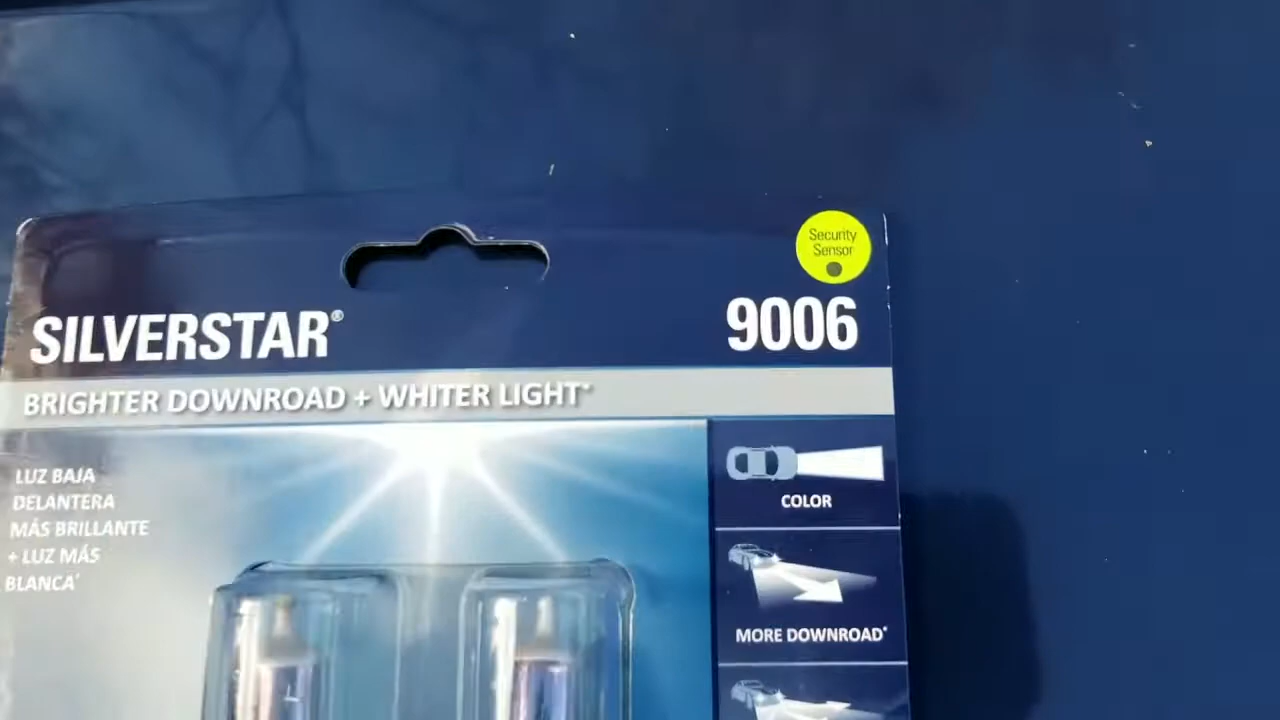 Security
Sensor
SILVERSTAR®
9006
BRIGHTER DOWNROAD + WHITER LIGHT*
LUZ BAJA
DELANTERA
MÁS BRILLANTE
+ LUZ MÁS
BLANCA*
COLOR
MORE DOWNROAD*